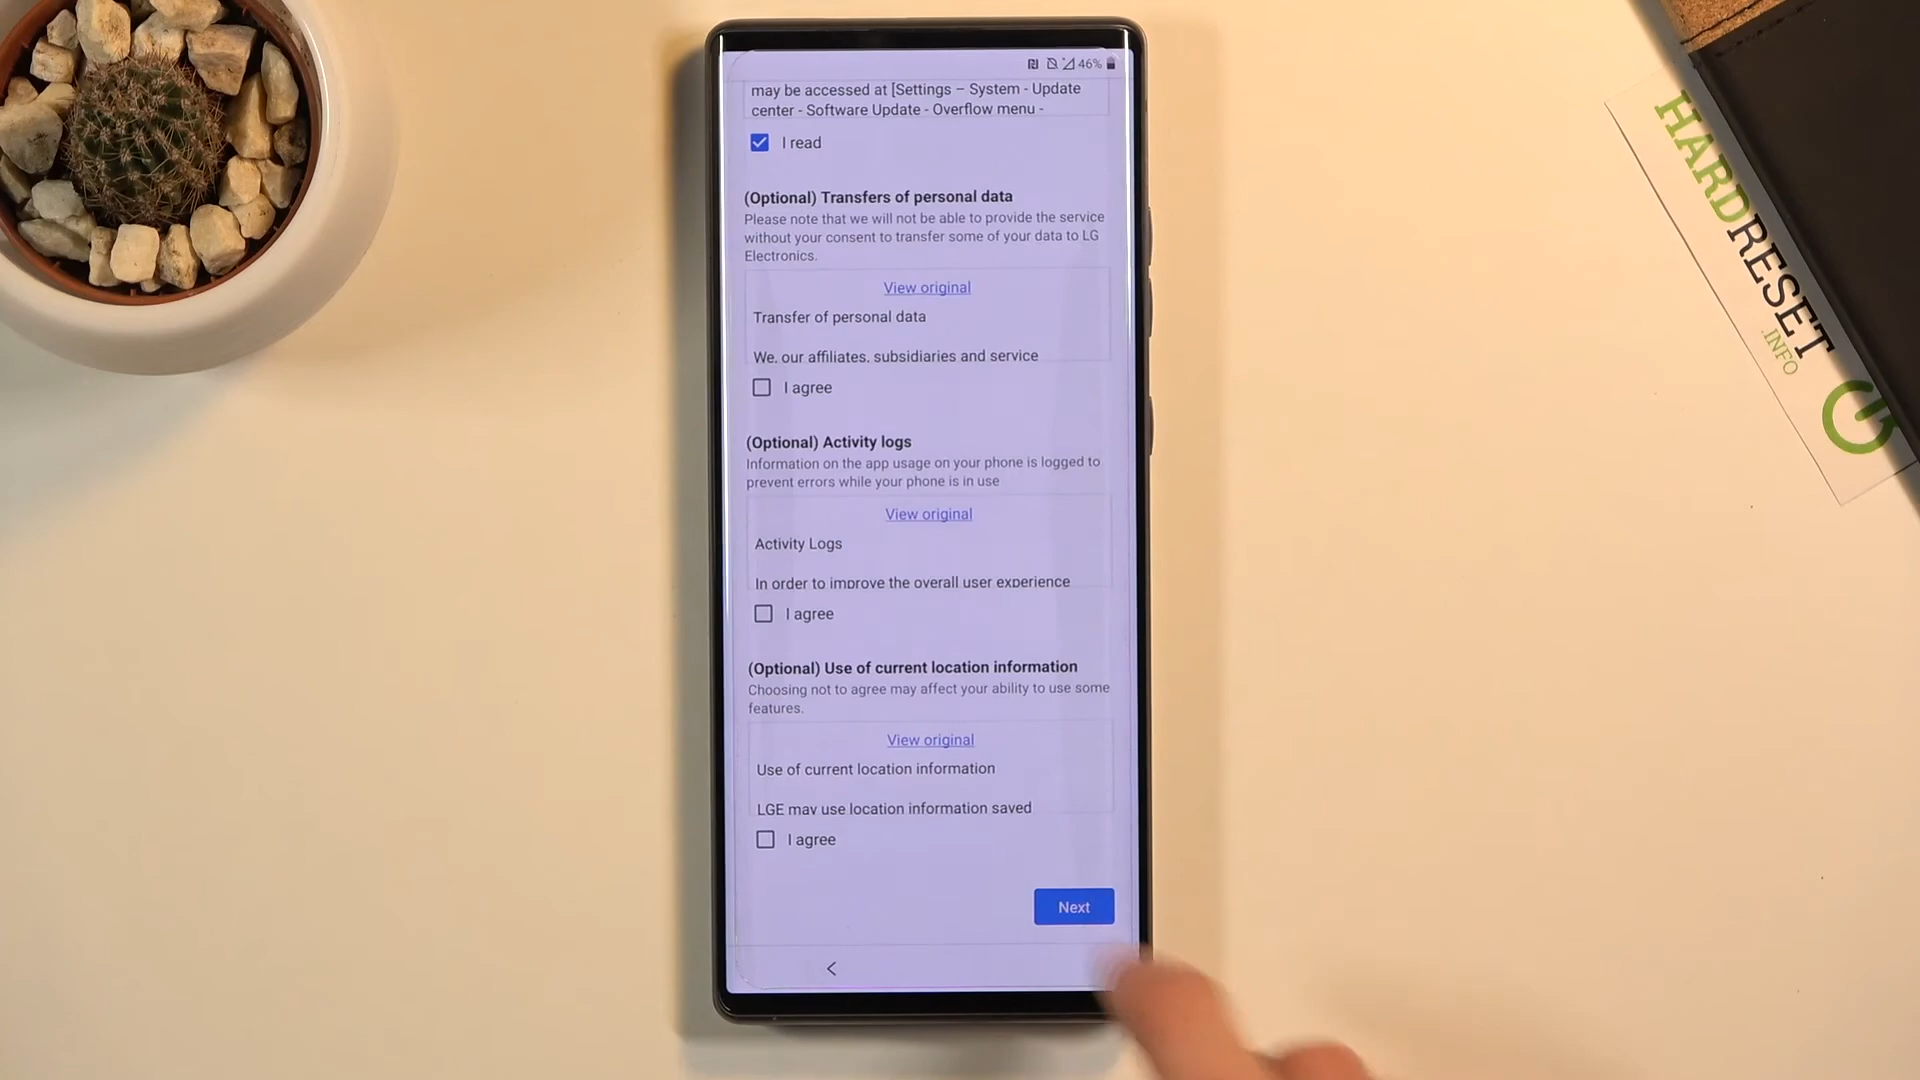 46%
may be accessed at [Settings – System - Update
center - Software Update - Overflow menu -
I read
(Optional) Transfers of personal data
Please note that we will not be able to provide the service
without your consent to transfer some of your data to LG
Electronics.
View original
Transfer of personal data
We, our affiliates, subsidiaries and service
I agree
(Optional) Activity logs
Information on the app usage on your phone is logged to
prevent errors while your phone is in use
View original
Activity Logs
In order to improve the overall user experience
I agree
(Optional) Use of current location information
Choosing not to agree may affect your ability to use some
features.
View original
Use of current location information
LGE may use location information saved
I agree
Next
HARDRESET
.INFO